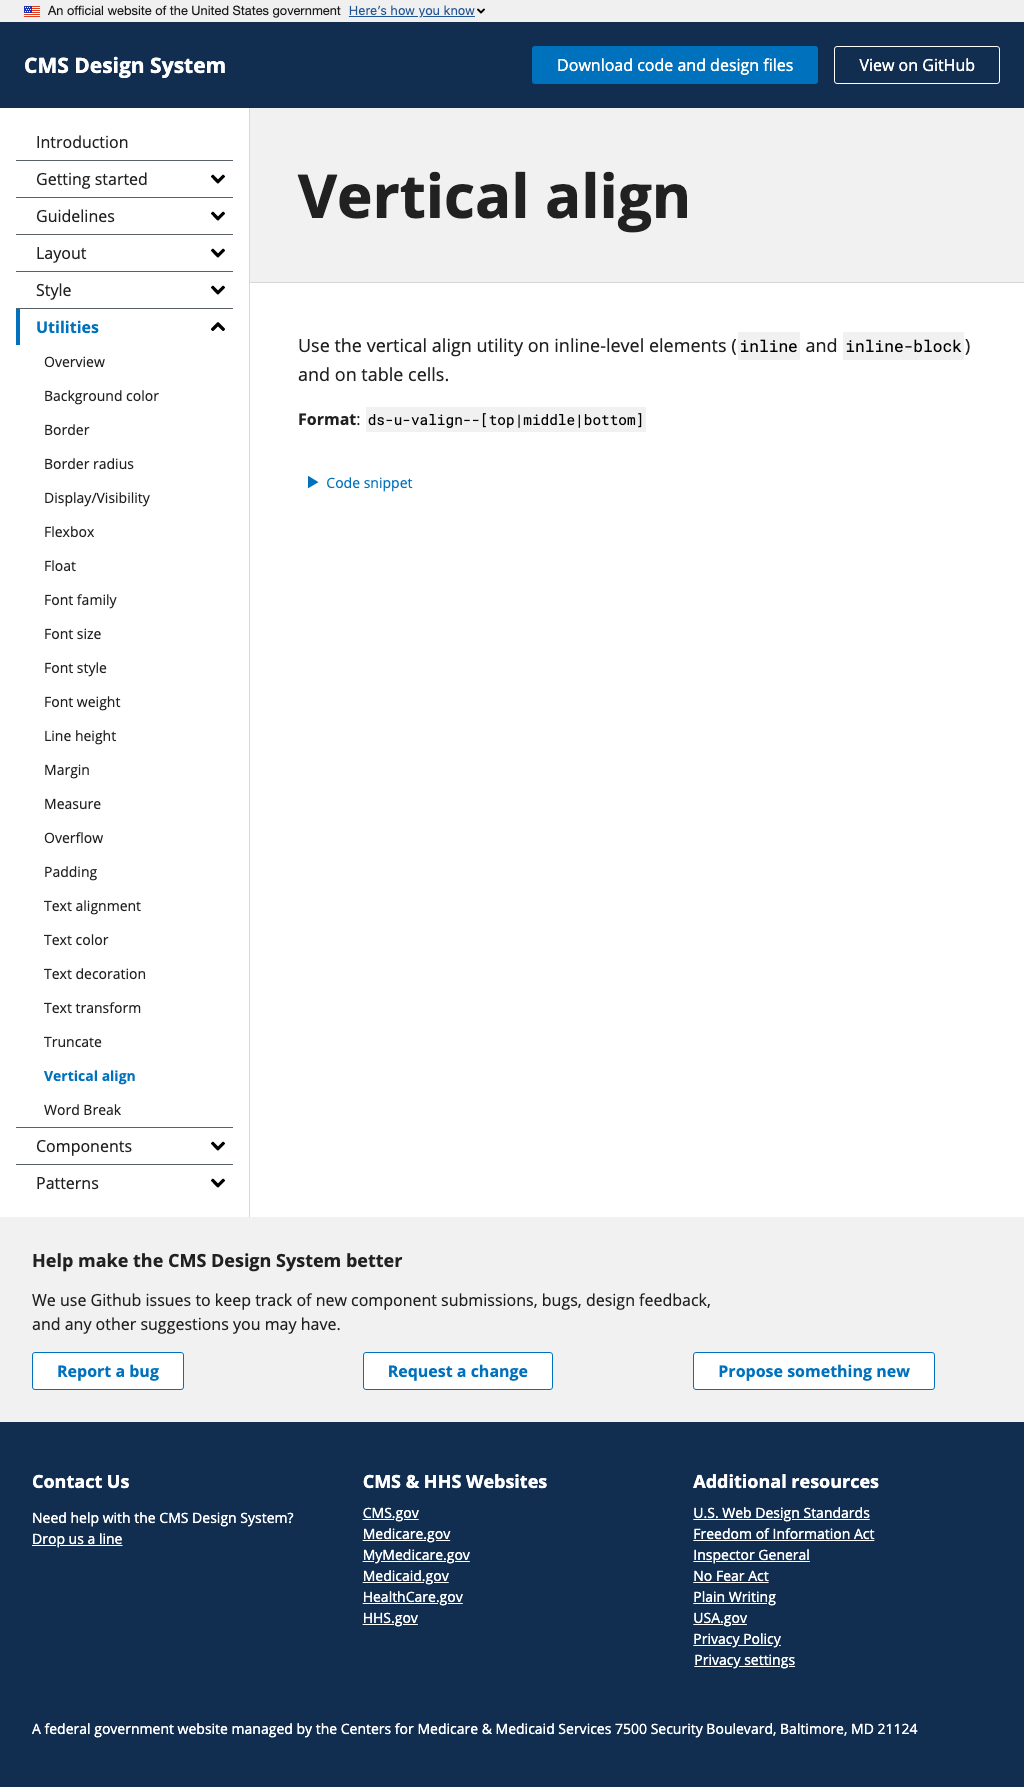 An official website of the United States government Here's how you know
CMS Design System
Download code and design files
View on GitHub
Introduction
Getting started
Guidelines
Layout
Style
Utilities
Overview
Background color
Border
Border radius
Display/Visibility
Flexbox
Float
Font family
Font size
Font style
Font weight
Line height
Margin
Measure
Overflow
Padding
Text alignment
Text color
Text decoration
Text transform
Truncate
Vertical align
Word Break
Components
Patterns
Vertical align
Use the vertical align utility on inline-level elements (inline and inline-block)
and on table cells.
Format: ds-u-valign--[top|middle|bottom]
Code snippet
Help make the CMS Design System better
We use Github issues to keep track of new component submissions, bugs, design feedback,
and any other suggestions you may have.
Report a bug
Request a change
Propose something new
Contact Us
Need help with the CMS Design System?
Drop us a line
CMS & HHS Websites
CMS.gov
Medicare.gov
MyMedicare.gov
Medicaid.gov
HealthCare.gov
HHS.gov
Additional resources
U.S. Web Design Standards
Freedom of Information Act
Inspector General
No Fear Act
Plain Writing
USA.gov
Privacy Policy
Privacy settings
A federal government website managed by the Centers for Medicare & Medicaid Services 7500 Security Boulevard, Baltimore, MD 21124